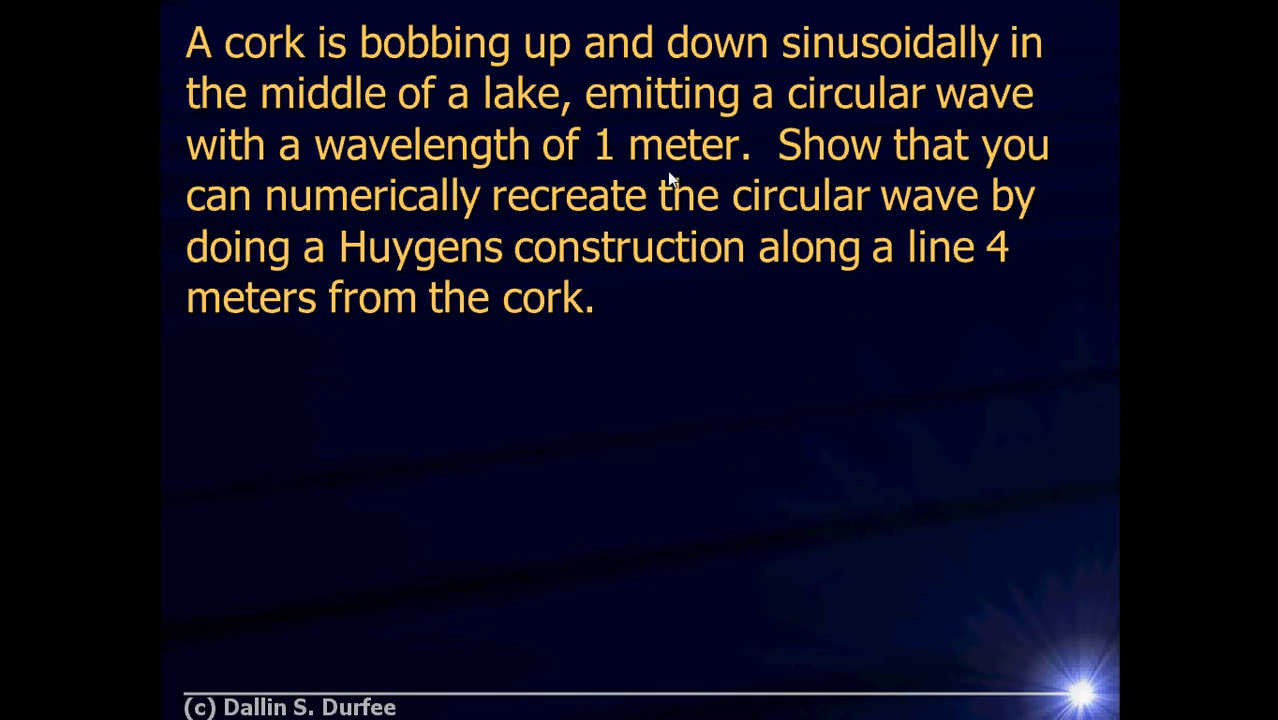 A cork is bobbing up and down sinusoidally in
the middle of a lake, emitting a circular wave
with a wavelength of 1 meter.  Show that you
can numerically recreate the circular wave by
doing a Huygens construction along a line 4
meters from the cork.
(c) Dallin S. Durfee